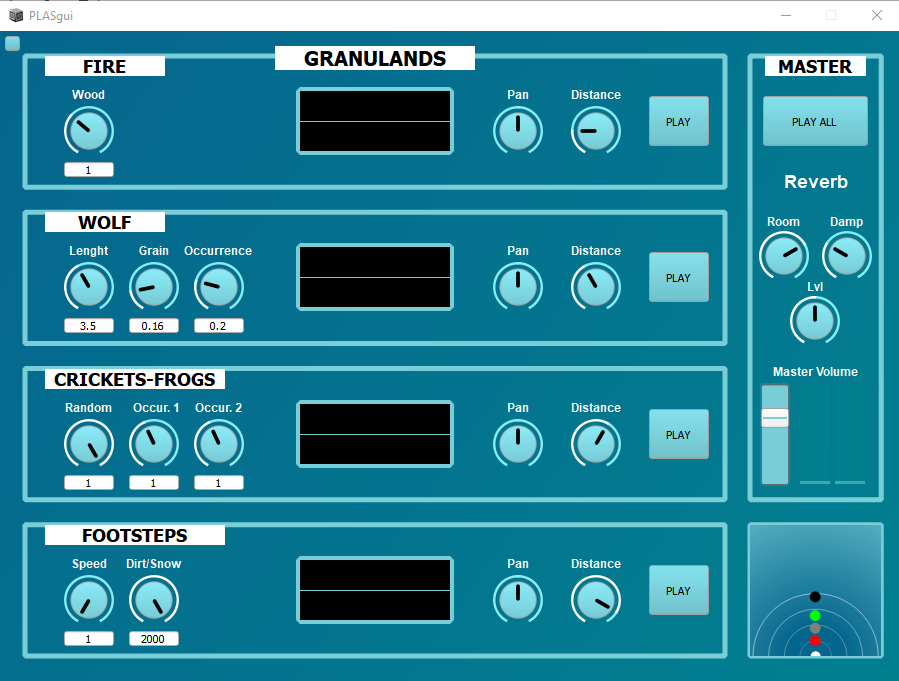 PLASgui
GRANULANDS
FIRE
Wood
1
Pan
Distance
PLAY
WOLF
Lenght
Grain
Occurrence
3.5
0.16
0.2
Pan
Distance
PLAY
CRICKETS-FROGS
Random
Occur. 1
Occur. 2
1
1
1
Pan
Distance
PLAY
FOOTSTEPS
Speed
Dirt/Snow
1
2000
Pan
Distance
PLAY
MASTER
PLAY ALL
Reverb
Room
Damp
Lvl
Master Volume